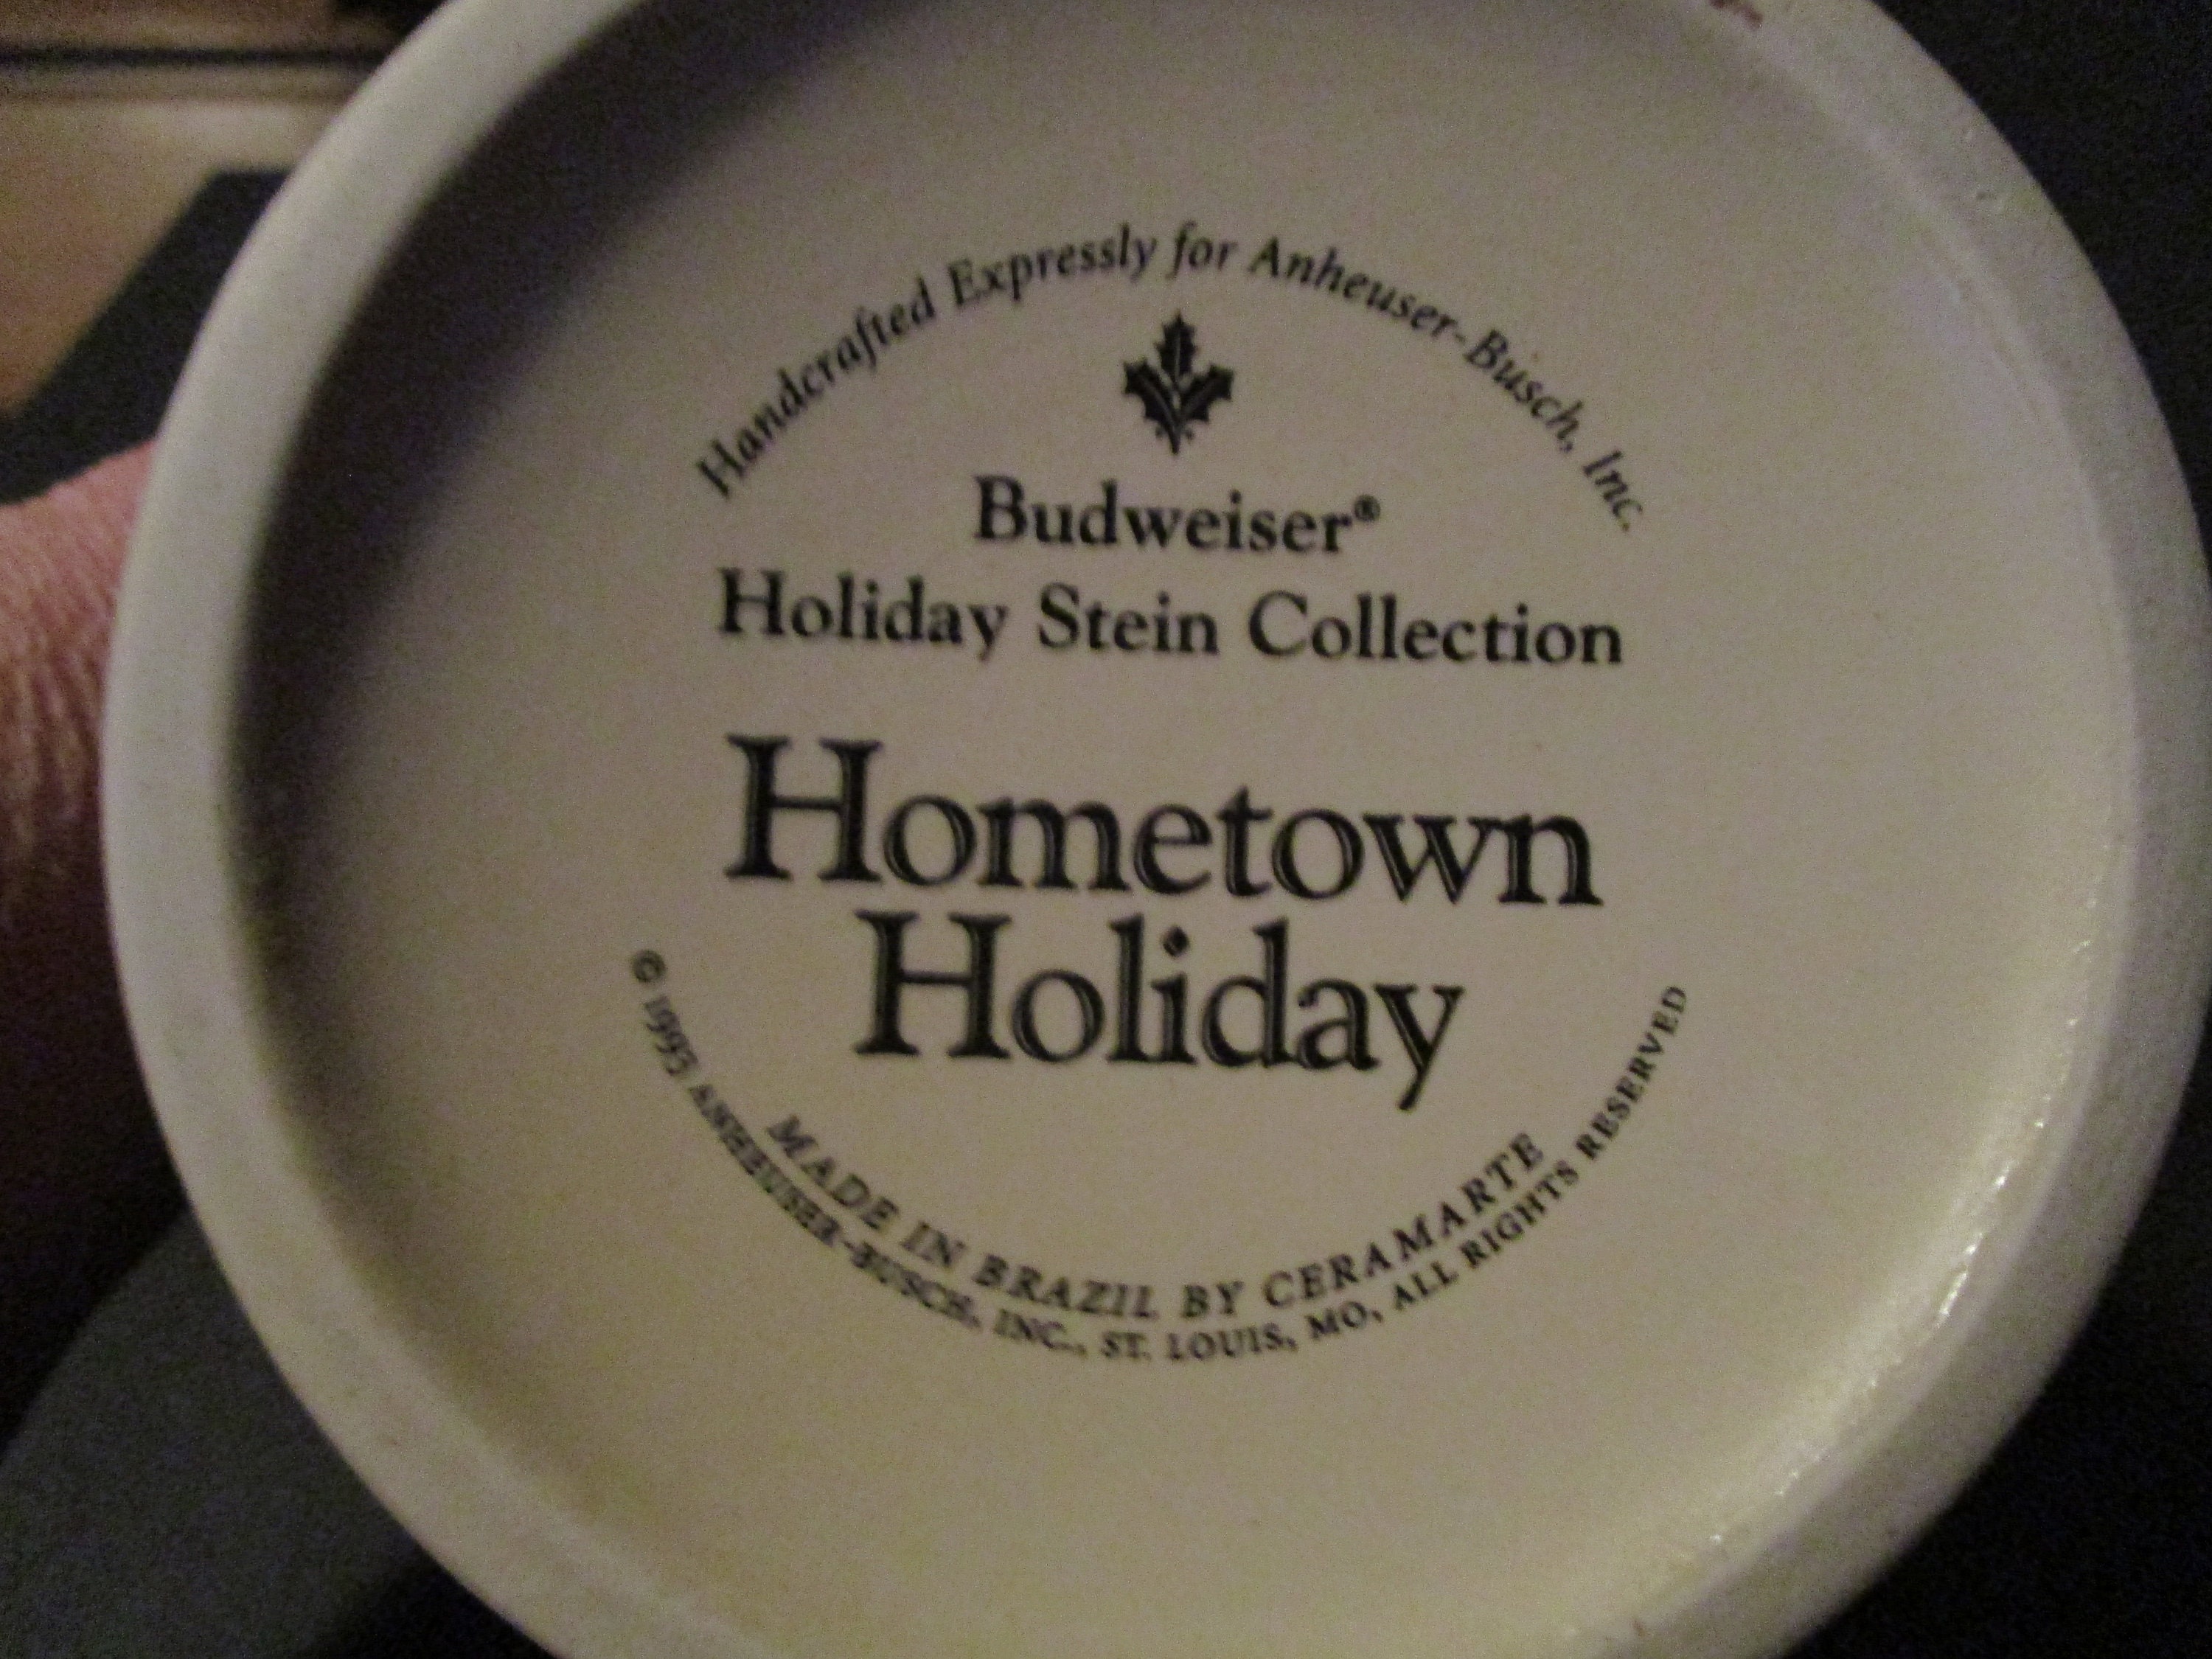 Handcrafted Expressly for Anheuser-Busch, Inc.
Budweiser®
Holiday Stein Collection
Hometown
Holiday
MADE IN BRAZIL BY CERAMARTE
© 1993 ANHEUSER-BUSCH, INC., ST. LOUIS, MO, ALL RIGHTS RESERVED